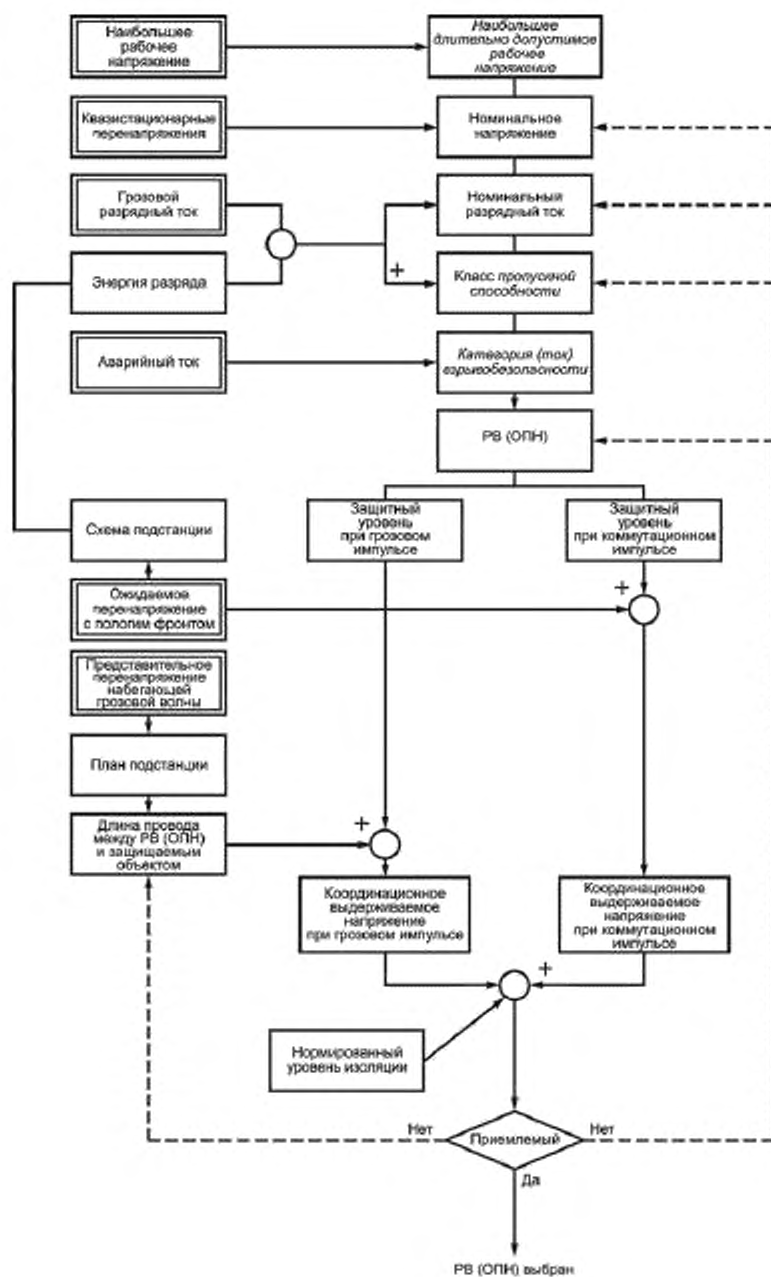 Наибольшее
рабочее
напряжение
Наибольшее
длительно допустимое
рабочее
напряжение
Квазистационарные
перенапряжения
Номинальное
напряжение
Грозовой
разрядный ток
Номинальный
разрядный ток
Энергия разряда
+
Класс пропускной
способности
Аварийный ток
Категория (ток)
взрывобезопасности
РВ (ОПН)
Схема подстанции
Защитный
уровень
при грозовом
импульсе
Защитный
уровень
при коммутационном
импульсе
Ожидаемое
перенапряжение
с пологим фронтом
+
Представительное
перенапряжение
набегающей
грозовой волны
План подстанции
Длина провода
между РВ (ОПН)
и защищаемым
объектом
+
Координационное
выдерживаемое
напряжение
при грозовом импульсе
Координационное
выдерживаемое
напряжение
при коммутационном
импульсе
+
Нормированный
уровень изоляции
Нет
Приемлемый
Нет
Да
РВ (ОПН) выбран